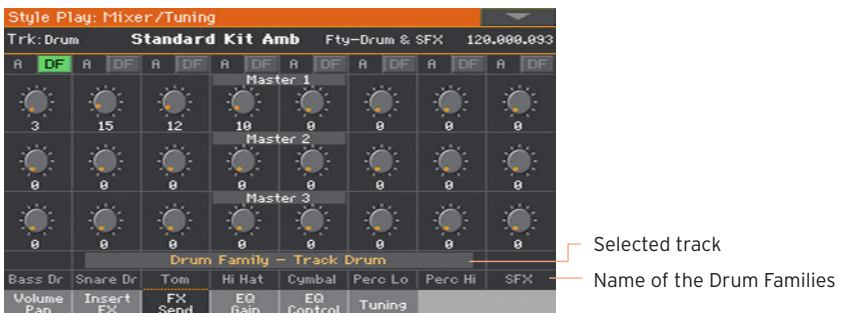 Style Play: Mixer/Tuning
Trk:Drum Standard Kit Amb Fty-Drum & SFX 120.000.093
A DF A DF A DF A DF A DF A DF A DF A DF
Master 1
3 15 12 10 0 0 0 0
Master 2
0 0 0 0 0 0 0 0
Master 3
0 0 0 0 0 0 0 0
Drum Family - Track Drum
Selected track
Bass Dr Snare Dr Tom Hi Hat Cymbal Perc Lo Perc Hi SFX
Name of the Drum Families
Volume Pan Insert FX FX Send EQ Gain EQ Control Tuning